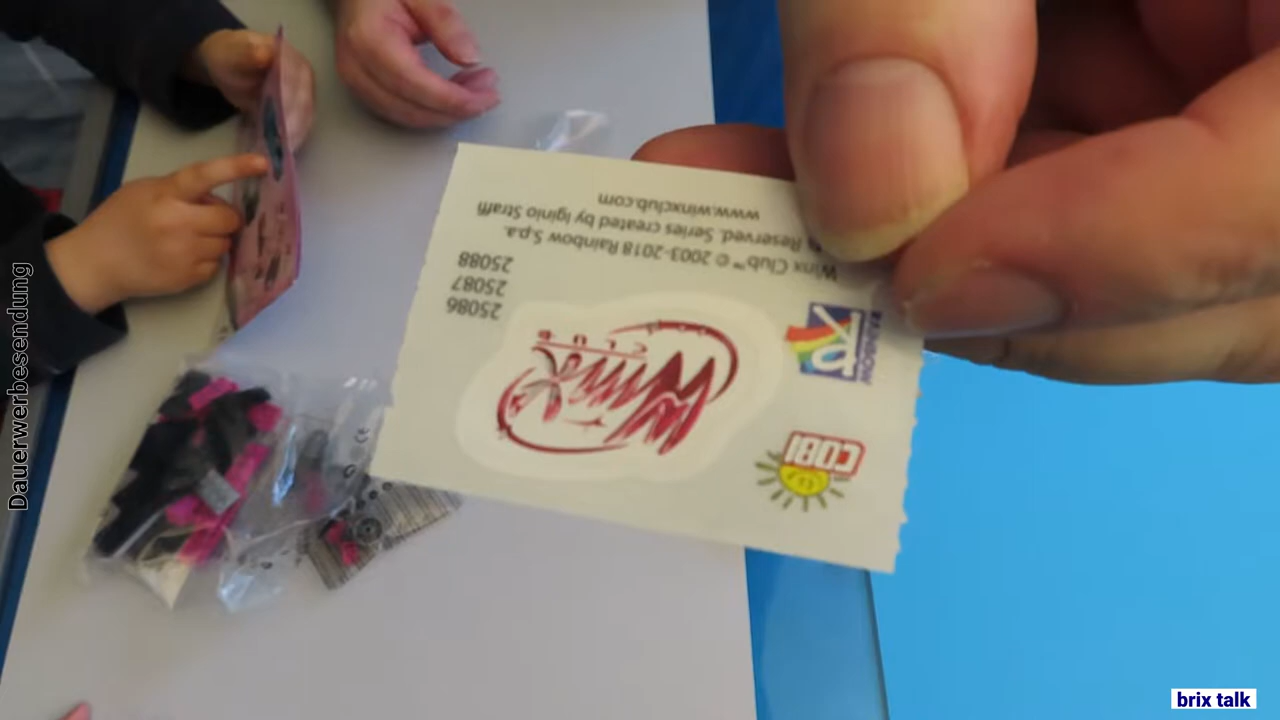 Dauerwerbesendung
COBI
RAINBOW
Winx
CLUB
25086
25087
25088
Winx Club™ © 2003-2018 Rainbow S.p.a.
Reserved. Series created by Iginio Straffi
www.winxclub.com
brix talk